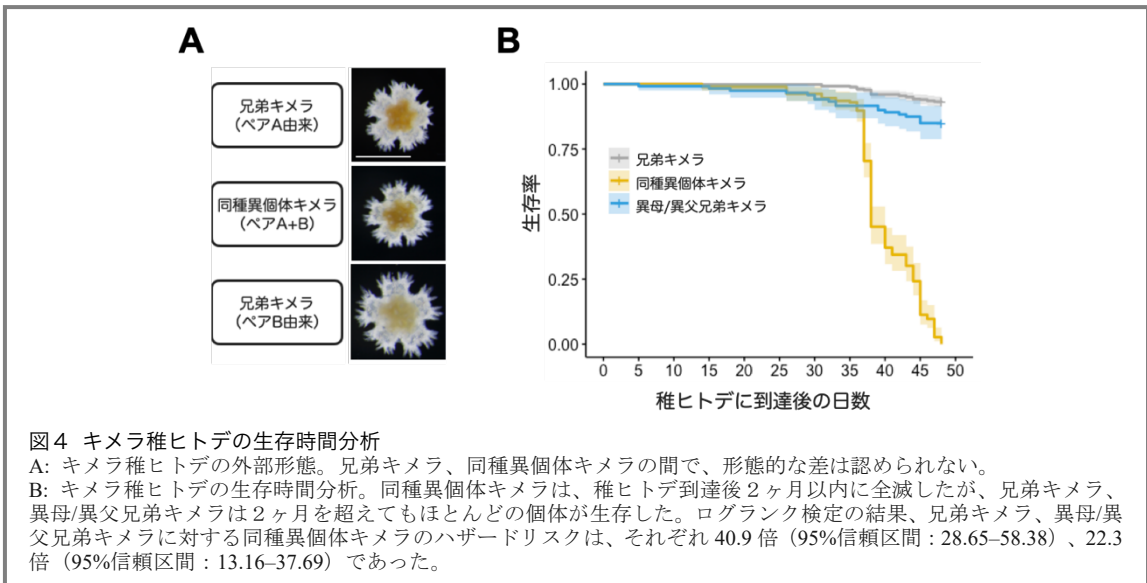 A
兄弟キメラ
（ペアA由来）
同種異個体キメラ
（ペアA+B）
兄弟キメラ
（ペアB由来）
B
1.00
0.75
0.50
0.25
0.00
生存率
兄弟キメラ
同種異個体キメラ
異母/異父兄弟キメラ
0 5 10 15 20 25 30 35 40 45 50
稚ヒトデに到達後の日数
図４ キメラ稚ヒトデの生存時間分析
A: キメラ稚ヒトデの外部形態。兄弟キメラ、同種異個体キメラの間で、形態的な差は認められない。
B: キメラ稚ヒトデの生存時間分析。同種異個体キメラは、稚ヒトデ到達後２ヶ月以内に全滅したが、兄弟キメラ、
異母/異父兄弟キメラは２ヶ月を超えてもほとんどの個体が生存した。ログランク検定の結果、兄弟キメラ、異母/異
父兄弟キメラに対する同種異個体キメラのハザードリスクは、それぞれ 40.9 倍（95%信頼区間：28.65–58.38）、22.3
倍（95%信頼区間：13.16–37.69）であった。